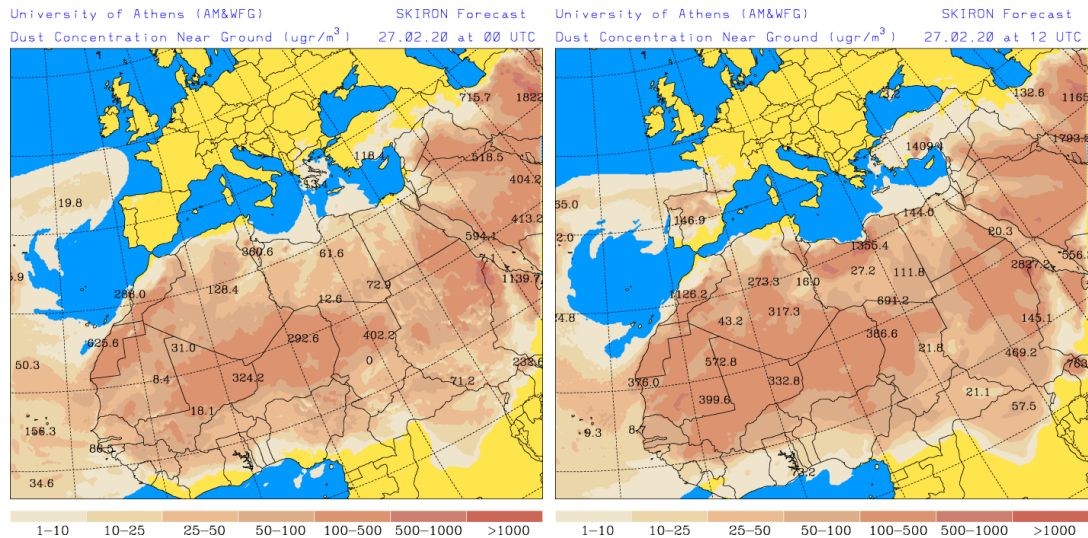 University of Athens (AM&WFG) SKIRON Forecast
Dust Concentration Near Ground (ugr/m³) 27.02.20 at 00 UTC
715.7 1822
118.4 518.5
13.4 404.2
19.8
413.2
594.1
360.6 61.6 7.1
5.9 1139.7
128.4 72.9
286.0 12.6
625.6 31.0 292.6 402.2
0
50.3 232.6
8.4 324.2 71.2
18.1
156.3
86.5
34.6
1–10 10–25 25–50 50–100 100–500 500–1000 >1000
University of Athens (AM&WFG) SKIRON Forecast
Dust Concentration Near Ground (ugr/m³) 27.02.20 at 12 UTC
132.6 1165
1409.4
65.0
146.9 144.0
2.0 20.3
1355.4 556.
27.2 111.8 2827.2
273.3 16.0
1126.2 691.2
24.8 317.3 145.1
43.2
386.6
21.8 469.2
572.8
376.0 332.8
399.6 21.1
57.5
9.3 8.7
1–10 10–25 25–50 50–100 100–500 500–1000 >1000